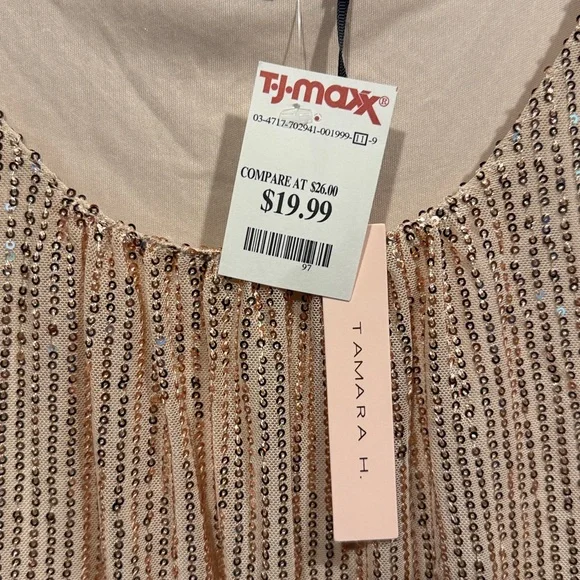 T·J·maxx®
03-4717-702941-001999-11-9
COMPARE AT $26.00
$19.99
97
TAMARA H.